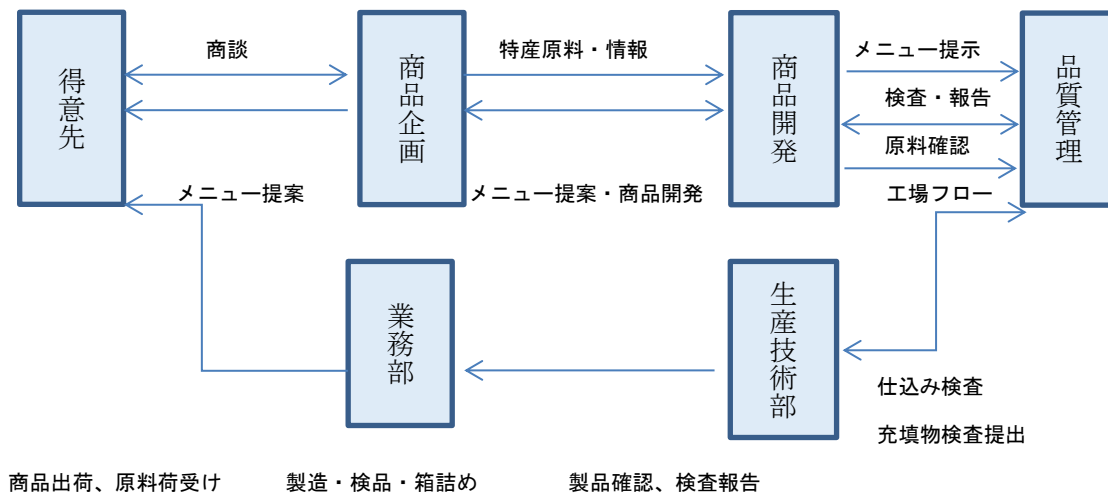 商談
特産原料・情報
メニュー提示
得意先
商品企画
商品開発
品質管理
検査・報告
原料確認
メニュー提案
メニュー提案・商品開発
工場フロー
業務部
生産技術部
仕込み検査
充填物検査提出
商品出荷、原料荷受け
製造・検品・箱詰め
製品確認、検査報告